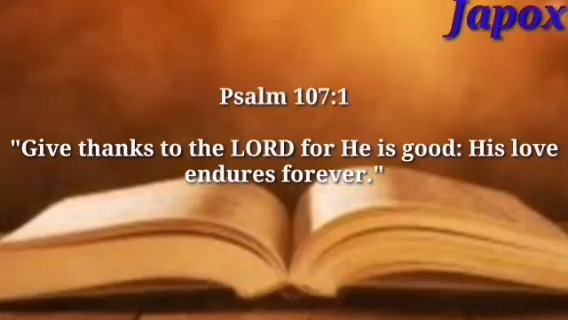 Japox
Psalm 107:1
"Give thanks to the LORD for He is good: His love
endures forever."